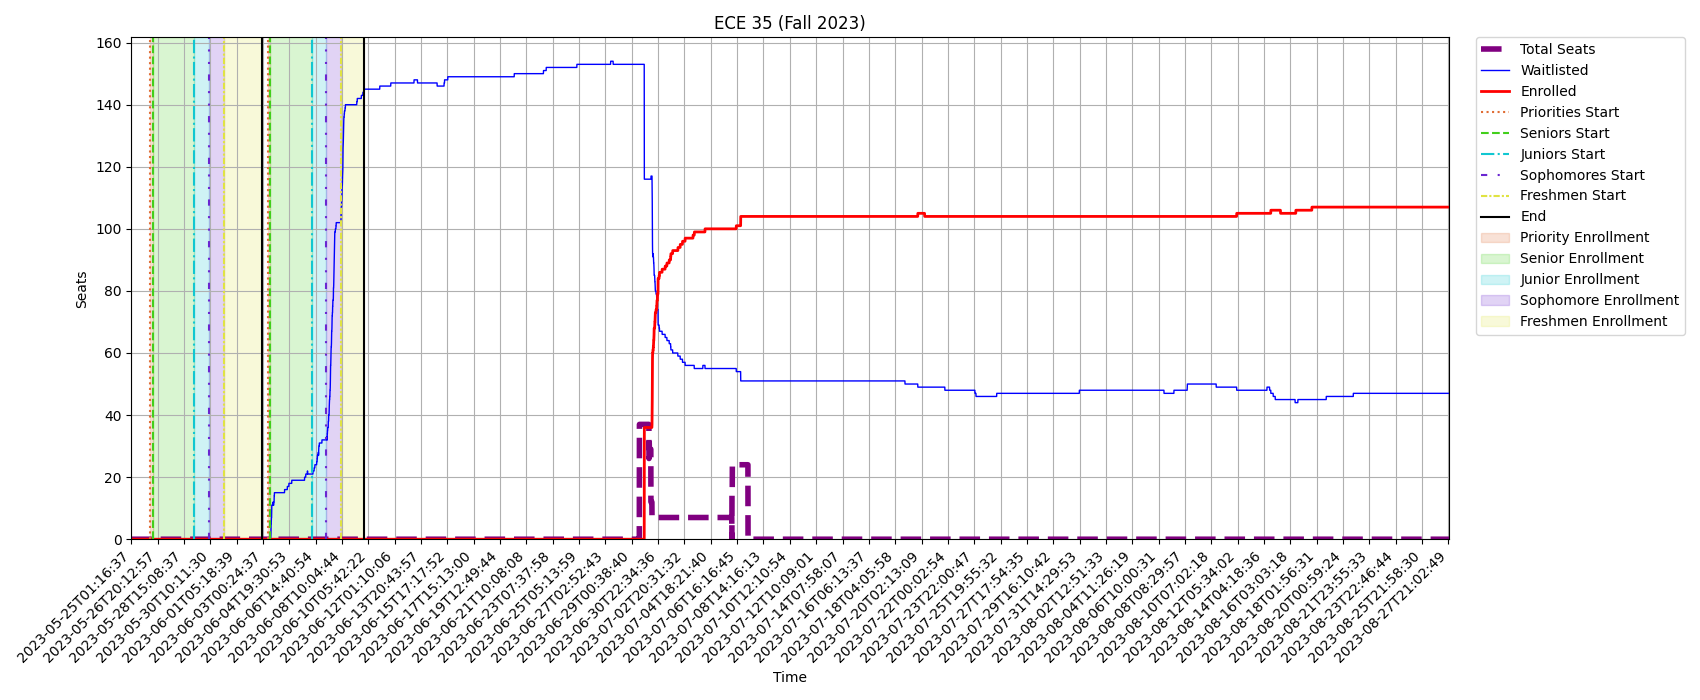 ECE 35 (Fall 2023)
160
140
120
100
80
60
40
20
0
Seats
2023-05-25T01:16:37
2023-05-26T20:12:57
2023-05-28T15:08:37
2023-05-30T10:11:30
2023-06-01T05:18:39
2023-06-03T00:24:37
2023-06-04T19:30:53
2023-06-06T14:40:54
2023-06-08T10:04:44
2023-06-10T05:42:22
2023-06-12T01:10:06
2023-06-13T20:43:57
2023-06-15T17:17:52
2023-06-17T15:13:00
2023-06-19T12:49:44
2023-06-21T10:08:05
2023-06-23T07:37:58
2023-06-25T05:13:59
2023-06-27T02:52:43
2023-06-29T00:38:40
2023-06-30T22:34:36
2023-07-02T20:31:32
2023-07-04T18:21:40
2023-07-06T16:16:45
2023-07-08T14:16:13
2023-07-10T12:10:54
2023-07-12T10:09:01
2023-07-14T07:58:07
2023-07-16T06:13:37
2023-07-18T04:05:58
2023-07-20T02:13:09
2023-07-22T00:02:54
2023-07-23T22:00:47
2023-07-25T19:55:32
2023-07-27T17:54:35
2023-07-29T16:10:42
2023-07-31T14:29:53
2023-08-02T12:51:33
2023-08-04T11:26:19
2023-08-06T10:00:31
2023-08-08T08:29:57
2023-08-10T07:02:18
2023-08-12T05:34:02
2023-08-14T04:18:36
2023-08-16T03:03:18
2023-08-18T01:56:31
2023-08-20T00:59:24
2023-08-21T23:55:33
2023-08-23T22:46:44
2023-08-25T21:58:30
2023-08-27T21:02:49
Time
Total Seats
Waitlisted
Enrolled
Priorities Start
Seniors Start
Juniors Start
Sophomores Start
Freshmen Start
End
Priority Enrollment
Senior Enrollment
Junior Enrollment
Sophomore Enrollment
Freshmen Enrollment